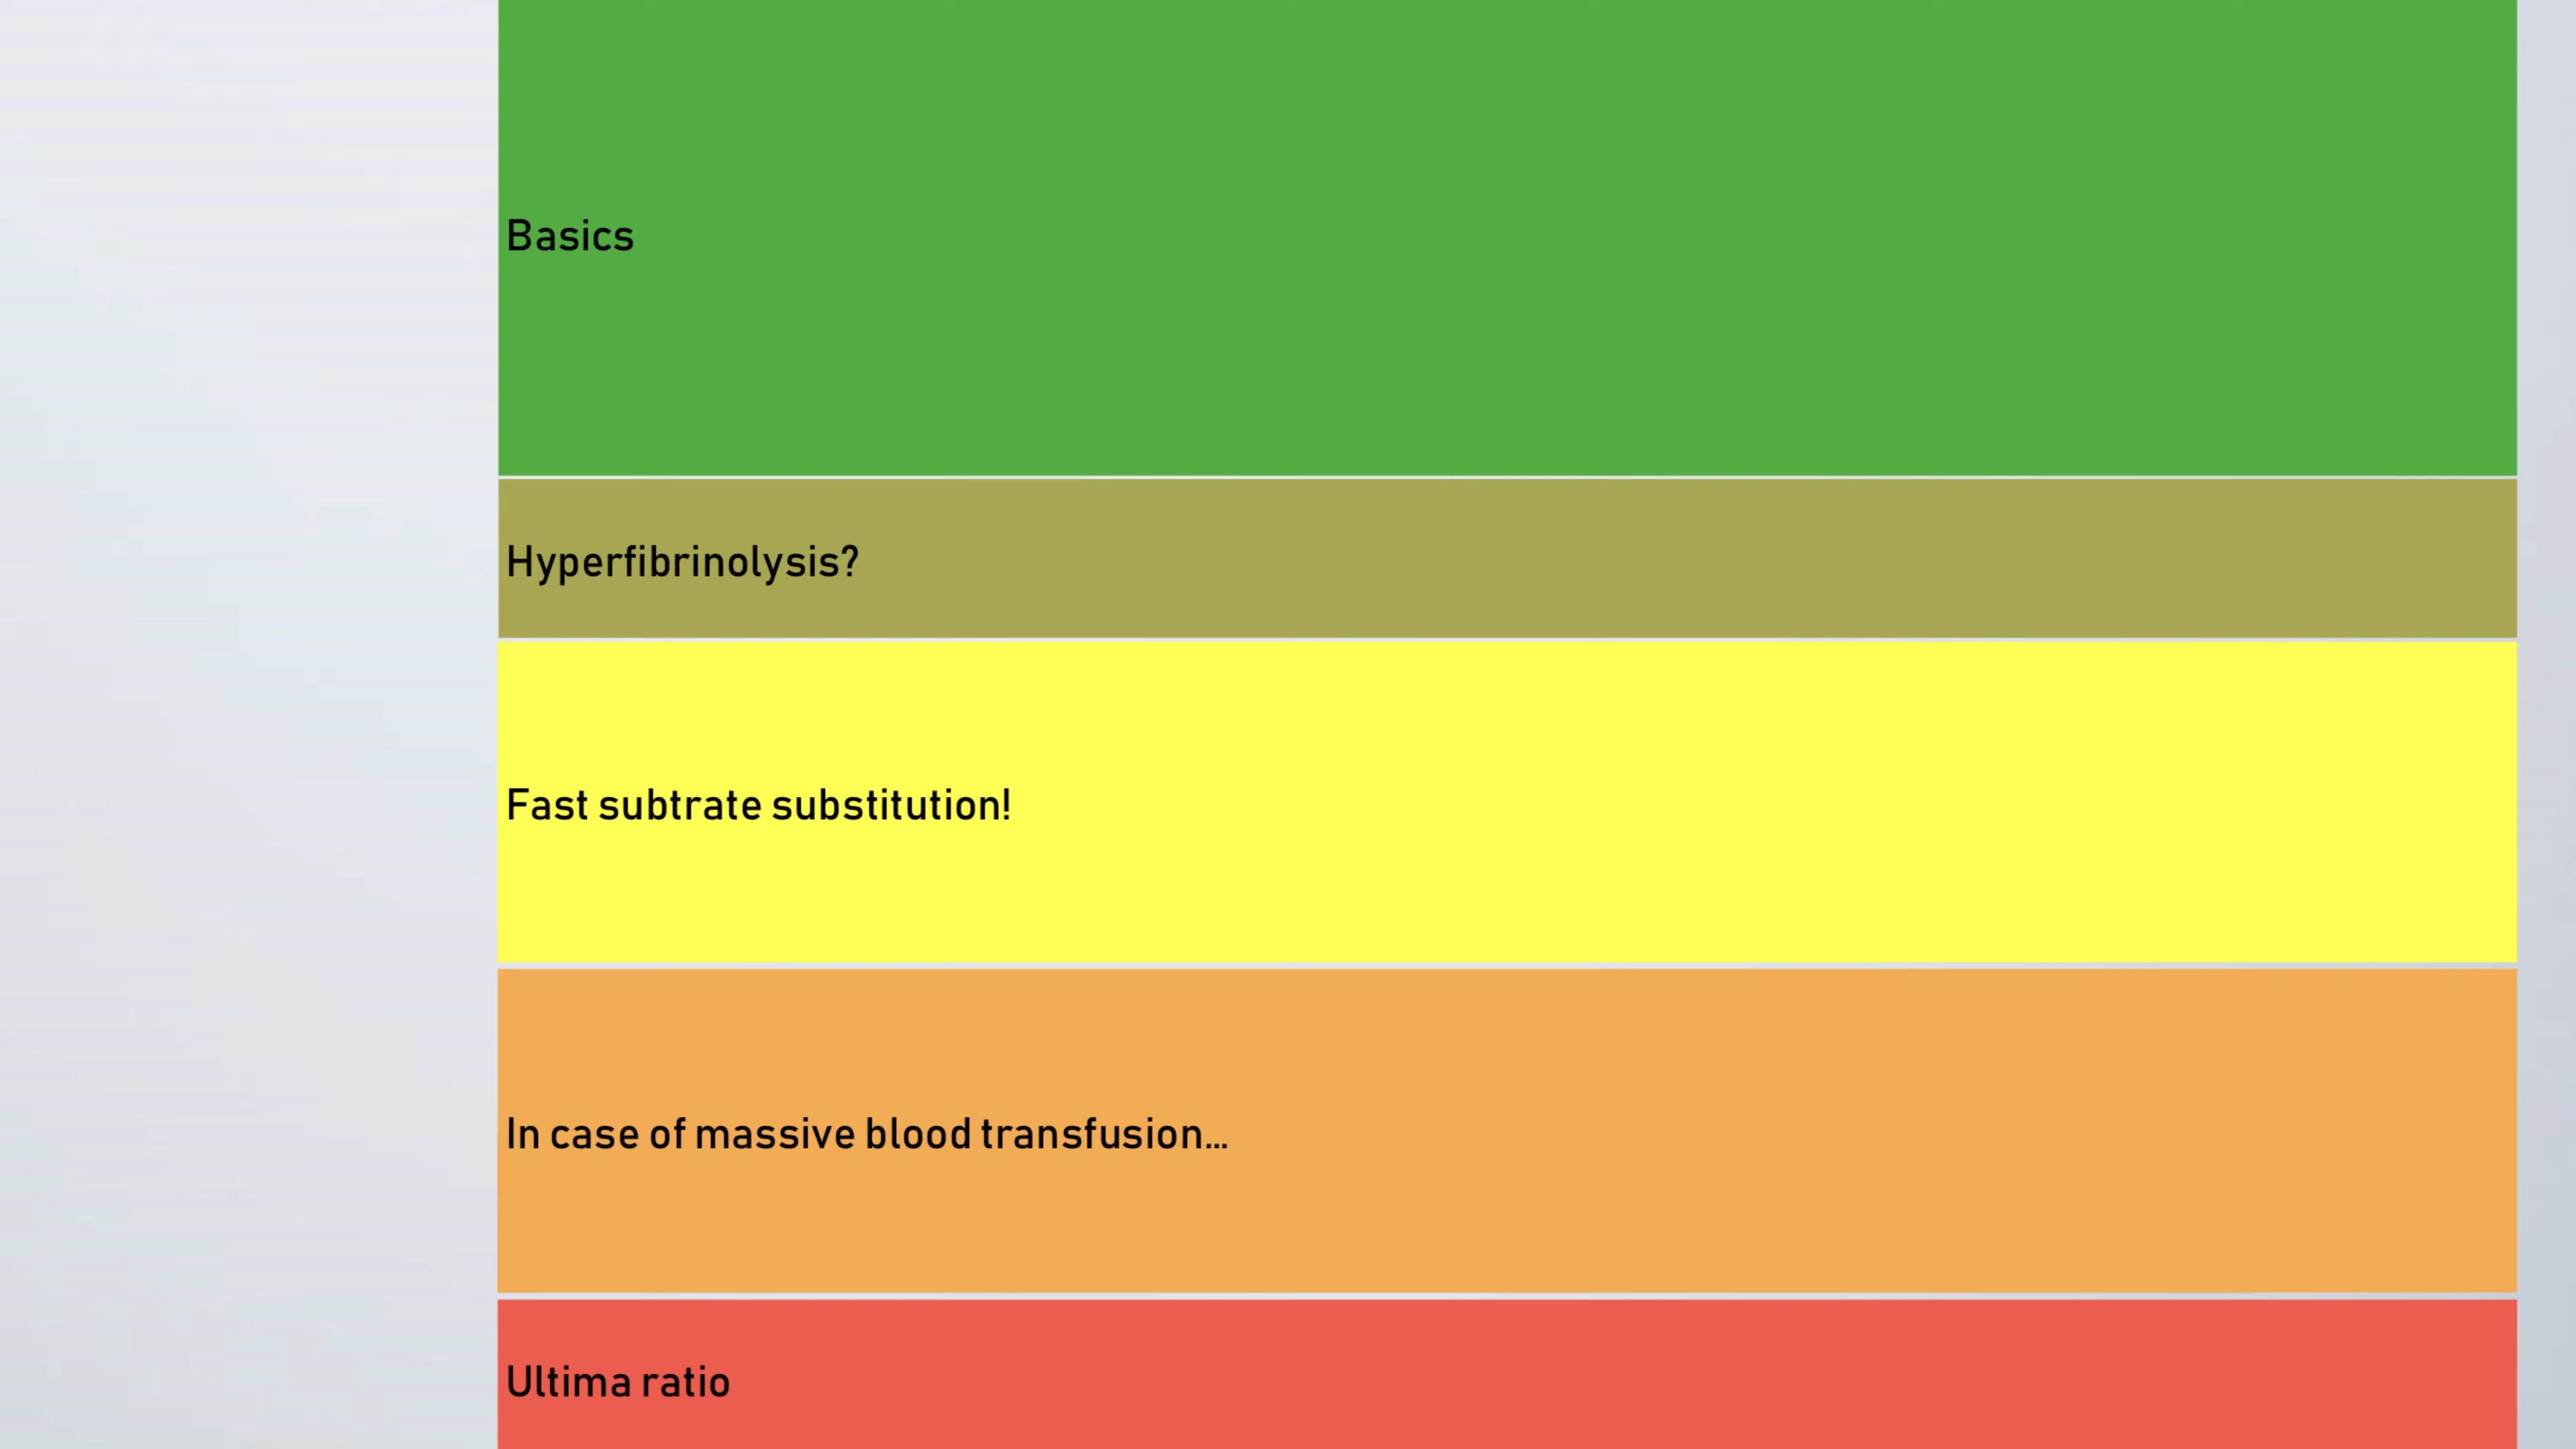 Basics
Hyperfibrinolysis?
Fast subtrate substitution!
In case of massive blood transfusion...
Ultima ratio